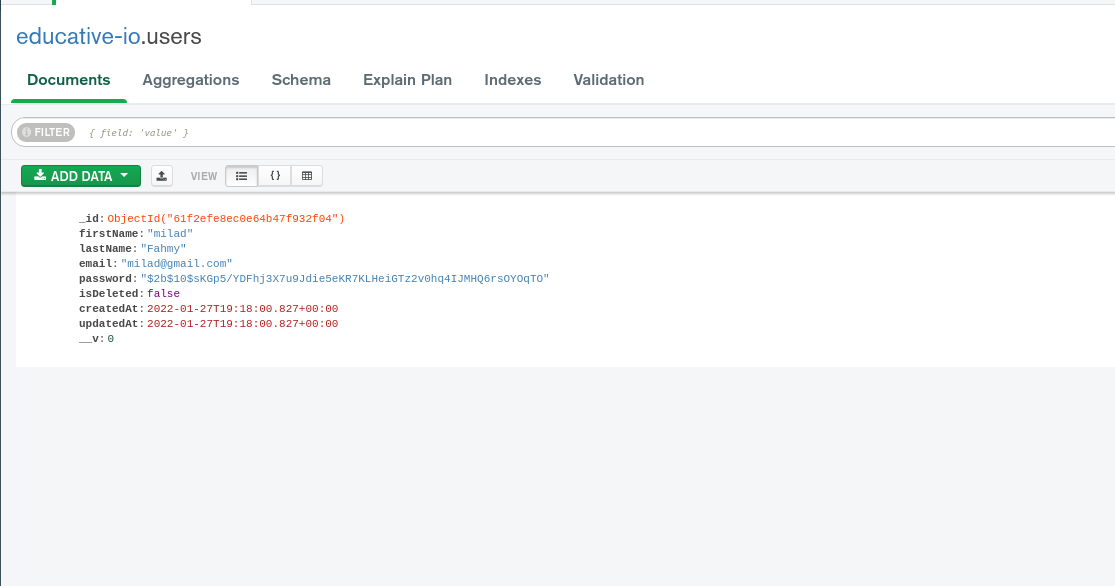 educative-io.users
Documents Aggregations Schema Explain Plan Indexes Validation
FILTER { field: 'value' }
ADD DATA VIEW {}
_id: ObjectId("61f2efe8ec0e64b47f932f04")
firstName: "milad"
lastName: "Fahmy"
email: "milad@gmail.com"
password: "$2b$10$sKGp5/YDFhj3X7u9Jdie5eKR7KLHeiGTz2v0hq4IJMHQ6rsOYOqTO"
isDeleted: false
createdAt: 2022-01-27T19:18:00.827+00:00
updatedAt: 2022-01-27T19:18:00.827+00:00
__v: 0